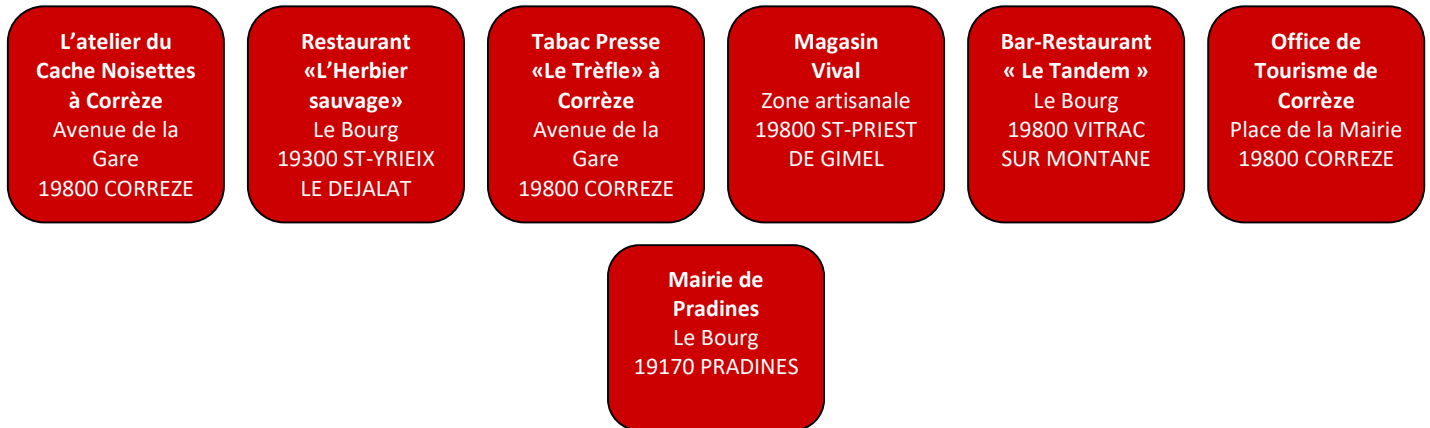 L’atelier du
Cache Noisettes
à Corrèze
Avenue de la
Gare
19800 CORREZE
Restaurant
«L’Herbier
sauvage»
Le Bourg
19300 ST-YRIEIX
LE DEJALAT
Tabac Presse
«Le Trèfle» à
Corrèze
Avenue de la
Gare
19800 CORREZE
Magasin
Vival
Zone artisanale
19800 ST-PRIEST
DE GIMEL
Bar-Restaurant
« Le Tandem »
Le Bourg
19800 VITRAC
SUR MONTANE
Office de
Tourisme de
Corrèze
Place de la Mairie
19800 CORREZE
Mairie de
Pradines
Le Bourg
19170 PRADINES